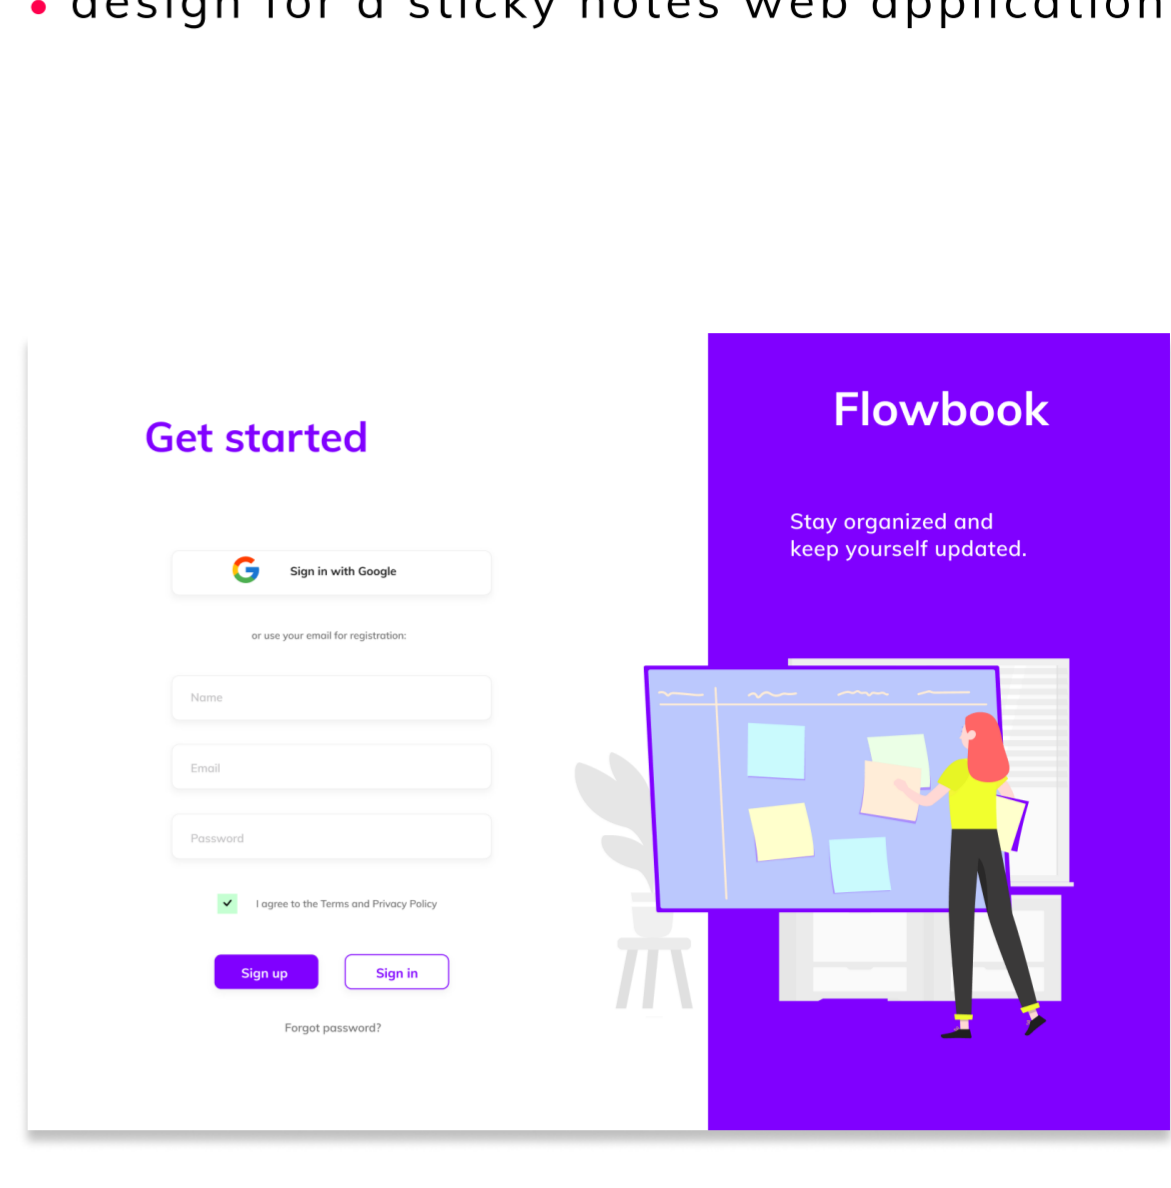 • design for a sticky notes web application
Get started
Sign in with Google
or use your email for registration:
Name
Email
Password
I agree to the Terms and Privacy Policy
Sign up
Sign in
Forgot password?
Flowbook
Stay organized and
keep yourself updated.